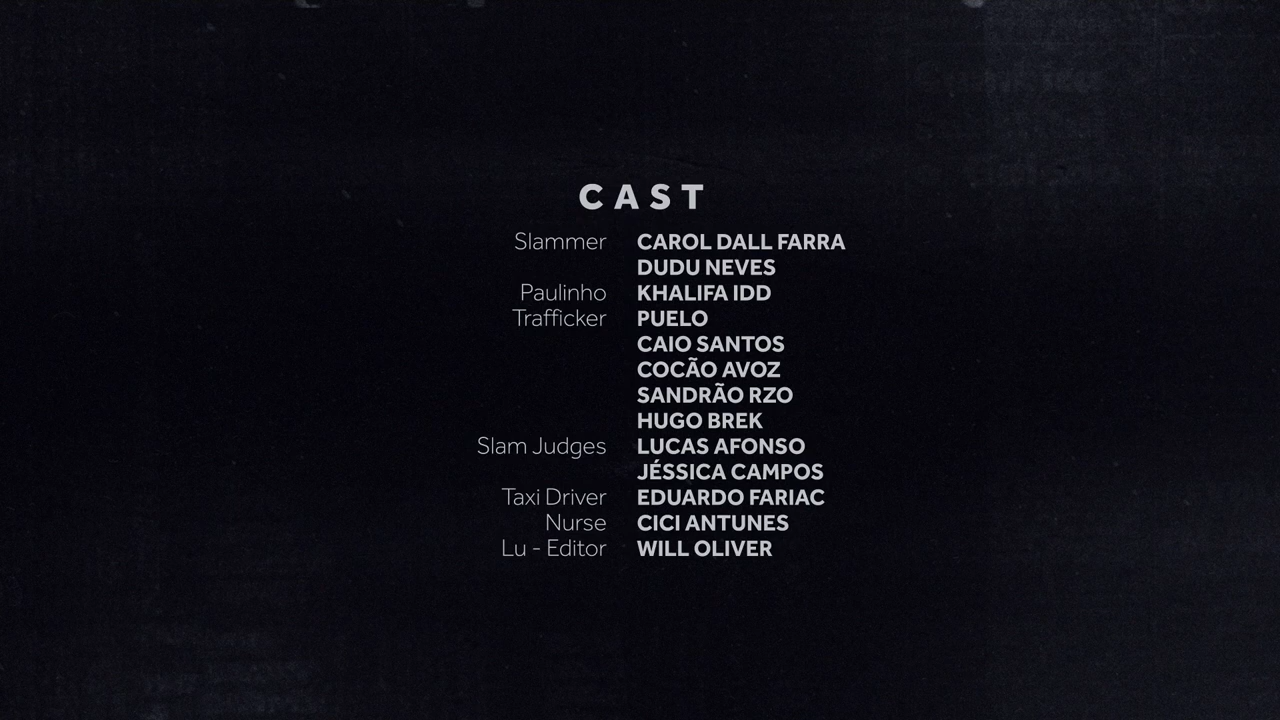 CAST
Slammer CAROL DALL FARRA
DUDU NEVES
Paulinho KHALIFA IDD
Trafficker PUELO
CAIO SANTOS
COCÃO AVOZ
SANDRÃO RZO
HUGO BREK
Slam Judges LUCAS AFONSO
JÉSSICA CAMPOS
Taxi Driver EDUARDO FARIAC
Nurse CICI ANTUNES
Lu - Editor WILL OLIVER